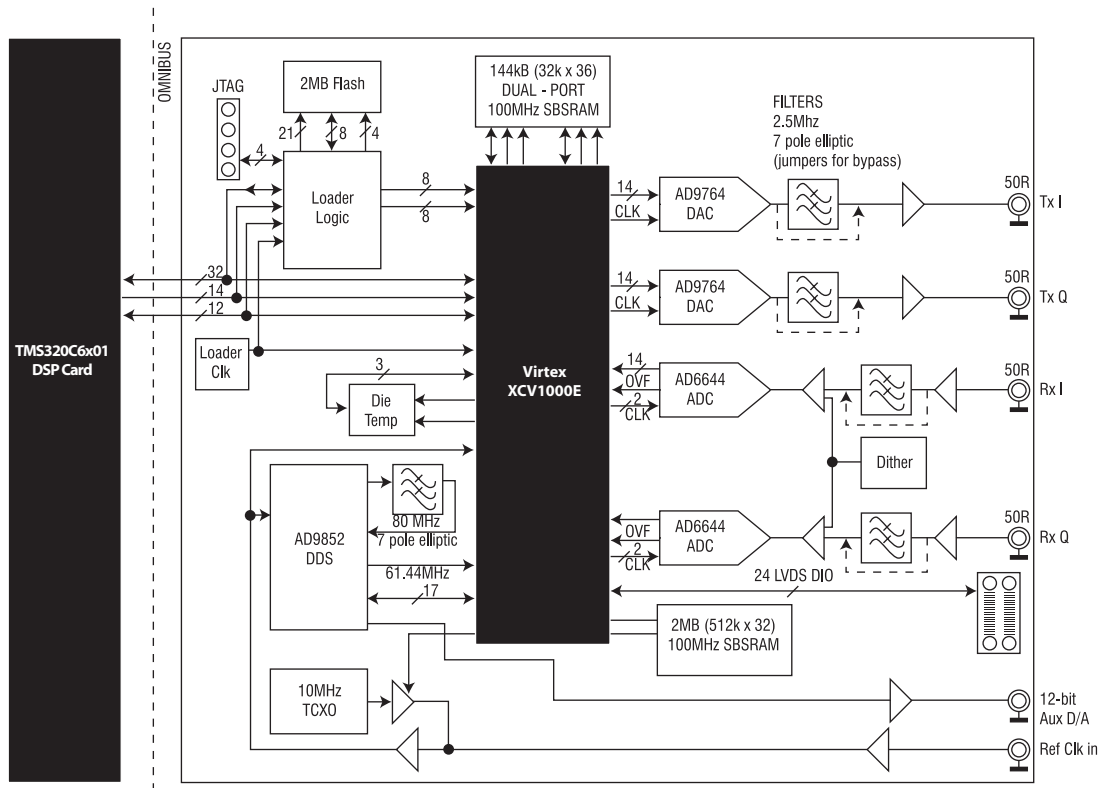 OMNIBUS
TMS320C6x01
DSP Card
JTAG
4
2MB Flash
21
8
4
Loader
Logic
8
8
32
14
12
Loader
Clk
3
Die
Temp
AD9852
DDS
80 MHz
7 pole elliptic
61.44MHz
17
10MHz
TCXO
144kB (32k x 36)
DUAL - PORT
100MHz SBSRAM
Virtex
XCV1000E
14
CLK
AD9764
DAC
FILTERS
2.5Mhz
7 pole elliptic
(jumpers for bypass)
50R
Tx I
14
CLK
AD9764
DAC
50R
Tx Q
14
OVF
2
CLK
AD6644
ADC
50R
Rx I
Dither
OVF
2
CLK
AD6644
ADC
50R
Rx Q
24 LVDS DIO
2MB (512k x 32)
100MHz SBSRAM
12-bit
Aux D/A
Ref Clk in